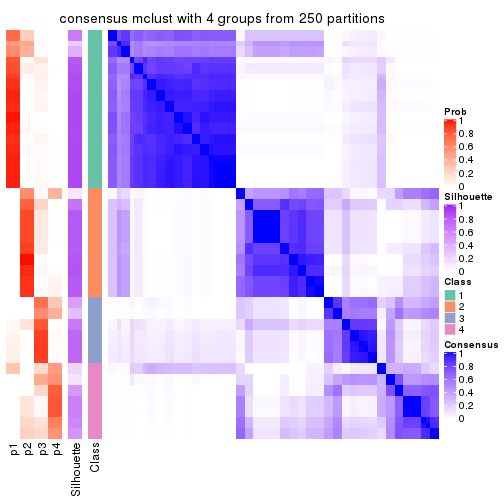 consensus mclust with 4 groups from 250 partitions
Prob
1
0.8
0.6
0.4
0.2
0
Silhouette
1
0.8
0.6
0.4
0.2
0
Class
1
2
3
4
Consensus
1
0.8
0.6
0.4
0.2
0
p1
p2
p3
p4
Silhouette
Class